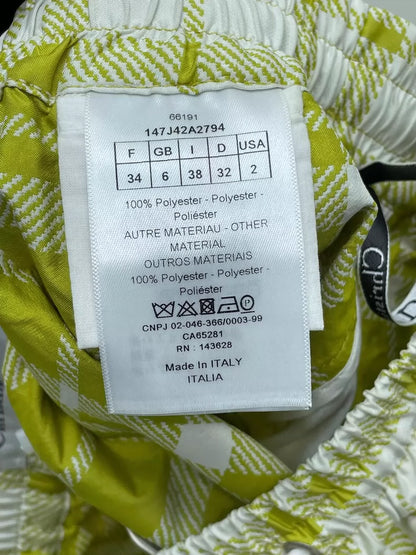 66191
147J42A2794
F GB I D USA
34 6 38 32 2
100% Polyester - Polyester -
Poliéster
AUTRE MATERIAU - OTHER
MATERIAL
OUTROS MATERIAIS
100% Polyester - Polyester -
Poliéster
CNPJ 02-046-366/0003-99
CA65281
RN : 143628
Made In ITALY
ITALIA